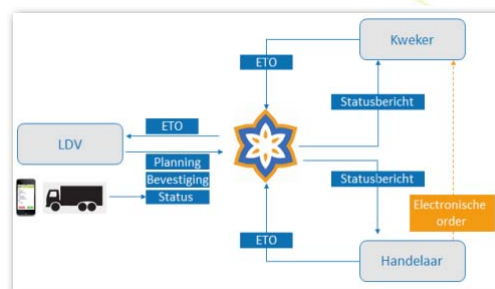 Kweker
ETO
Statusbericht
ETO
LDV
Planning
Bevestiging
Status
Statusbericht
Electronische
order
ETO
Handelaar